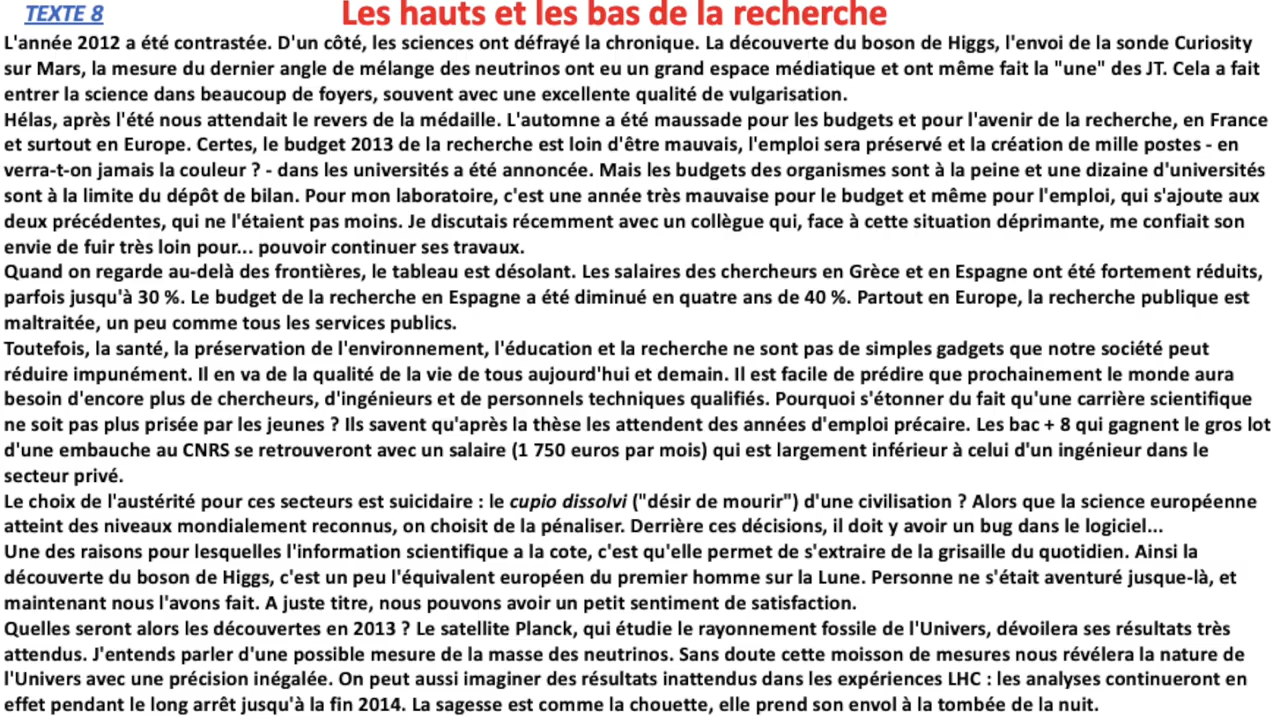 TEXTE 8
Les hauts et les bas de la recherche
L'année 2012 a été contrastée. D'un côté, les sciences ont défrayé la chronique. La découverte du boson de Higgs, l'envoi de la sonde Curiosity
sur Mars, la mesure du dernier angle de mélange des neutrinos ont eu un grand espace médiatique et ont même fait la "une" des JT. Cela a fait
entrer la science dans beaucoup de foyers, souvent avec une excellente qualité de vulgarisation.
Hélas, après l'été nous attendait le revers de la médaille. L'automne a été maussade pour les budgets et pour l'avenir de la recherche, en France
et surtout en Europe. Certes, le budget 2013 de la recherche est loin d'être mauvais, l'emploi sera préservé et la création de mille postes - en
verra-t-on jamais la couleur ? - dans les universités a été annoncée. Mais les budgets des organismes sont à la peine et une dizaine d'universités
sont à la limite du dépôt de bilan. Pour mon laboratoire, c'est une année très mauvaise pour le budget et même pour l'emploi, qui s'ajoute aux
deux précédentes, qui ne l'étaient pas moins. Je discutais récemment avec un collègue qui, face à cette situation déprimante, me confiait son
envie de fuir très loin pour... pouvoir continuer ses travaux.
Quand on regarde au-delà des frontières, le tableau est désolant. Les salaires des chercheurs en Grèce et en Espagne ont été fortement réduits,
parfois jusqu'à 30 %. Le budget de la recherche en Espagne a été diminué en quatre ans de 40 %. Partout en Europe, la recherche publique est
maltraitée, un peu comme tous les services publics.
Toutefois, la santé, la préservation de l'environnement, l'éducation et la recherche ne sont pas de simples gadgets que notre société peut
réduire impunément. Il en va de la qualité de la vie de tous aujourd'hui et demain. Il est facile de prédire que prochainement le monde aura
besoin d'encore plus de chercheurs, d'ingénieurs et de personnels techniques qualifiés. Pourquoi s'étonner du fait qu'une carrière scientifique
ne soit pas plus prisée par les jeunes ? Ils savent qu'après la thèse les attendent des années d'emploi précaire. Les bac + 8 qui gagnent le gros lot
d'une embauche au CNRS se retrouveront avec un salaire (1 750 euros par mois) qui est largement inférieur à celui d'un ingénieur dans le
secteur privé.
Le choix de l'austérité pour ces secteurs est suicidaire : le cupio dissolvi ("désir de mourir") d'une civilisation ? Alors que la science européenne
atteint des niveaux mondialement reconnus, on choisit de la pénaliser. Derrière ces décisions, il doit y avoir un bug dans le logiciel...
Une des raisons pour lesquelles l'information scientifique a la cote, c'est qu'elle permet de s'extraire de la grisaille du quotidien. Ainsi la
découverte du boson de Higgs, c'est un peu l'équivalent européen du premier homme sur la Lune. Personne ne s'était aventuré jusque-là, et
maintenant nous l'avons fait. A juste titre, nous pouvons avoir un petit sentiment de satisfaction.
Quelles seront alors les découvertes en 2013 ? Le satellite Planck, qui étudie le rayonnement fossile de l'Univers, dévoilera ses résultats très
attendus. J'entends parler d'une possible mesure de la masse des neutrinos. Sans doute cette moisson de mesures nous révélera la nature de
l'Univers avec une précision inégalée. On peut aussi imaginer des résultats inattendus dans les expériences LHC : les analyses continueront en
effet pendant le long arrêt jusqu'à la fin 2014. La sagesse est comme la chouette, elle prend son envol à la tombée de la nuit.